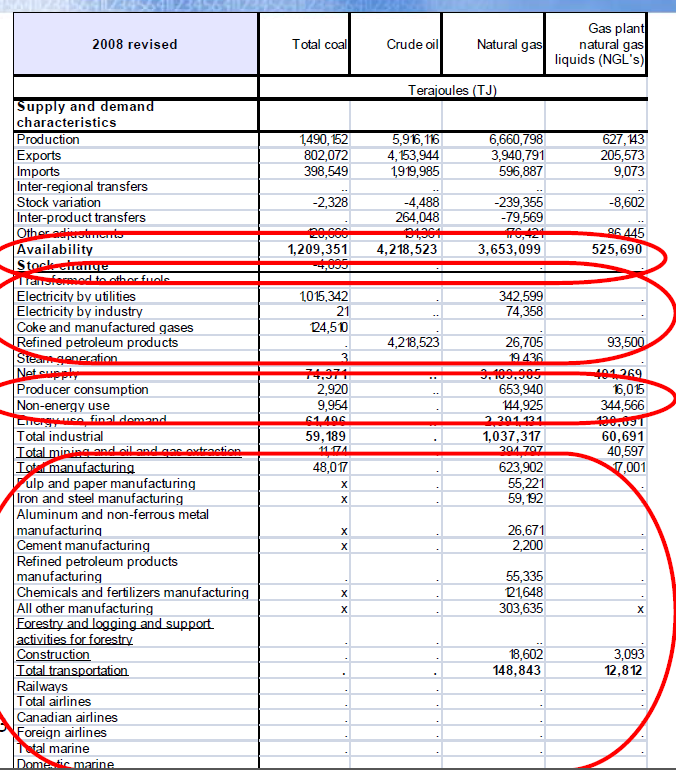 2008 revised Total coal Crude oil Natural gas Gas plant natural gas liquids (NGL's)
Terajoules (TJ)
Supply and demand
characteristics
Production 1,490,152 5,916,116 6,660,798 627,143
Exports 802,072 4,153,944 3,940,791 205,573
Imports 398,549 1,919,985 596,887 9,073
Inter-regional transfers .. .. .. ..
Stock variation -2,328 -4,488 -239,355 -8,602
Inter-product transfers . 264,048 -79,569 ..
Other adjustments 86,445
Availability 1,209,351 4,218,523 3,653,099 525,690
Stock change -4,895 . . .
Transformed to other fuels
Electricity by utilities 1,015,342 . 342,599 .
Electricity by industry 21 .. 74,358 .
Coke and manufactured gases 124,510 . . .
Refined petroleum products . 4,218,523 26,705 93,500
Steam generation 3 . 19,436 .
Net supply 74,371 ..
Producer consumption 2,920 .. 653,940 16,015
Non-energy use 9,954 .. 144,925 344,566
Energy use, final demand 61,496 .. 2,391,131
Total industrial 59,189 . 1,037,317 60,691
Total mining and oil and gas extraction 11,174 . 394,797 40,597
Total manufacturing 48,017 . 623,902 17,001
Pulp and paper manufacturing x . 55,221 .
Iron and steel manufacturing x . 59,192 .
Aluminum and non-ferrous metal
manufacturing x . 26,671 .
Cement manufacturing x . 2,200 .
Refined petroleum products
manufacturing . . 55,335 .
Chemicals and fertilizers manufacturing x . 121,648 .
All other manufacturing x . 303,635 x
Forestry and logging and support
activities for forestry . . .. .
Construction . . 18,602 3,093
Total transportation . . 148,843 12,812
Railways . . . .
Total airlines . . . .
Canadian airlines . . . .
Foreign airlines . . . .
Total marine . . . .
Domestic marine . . . .